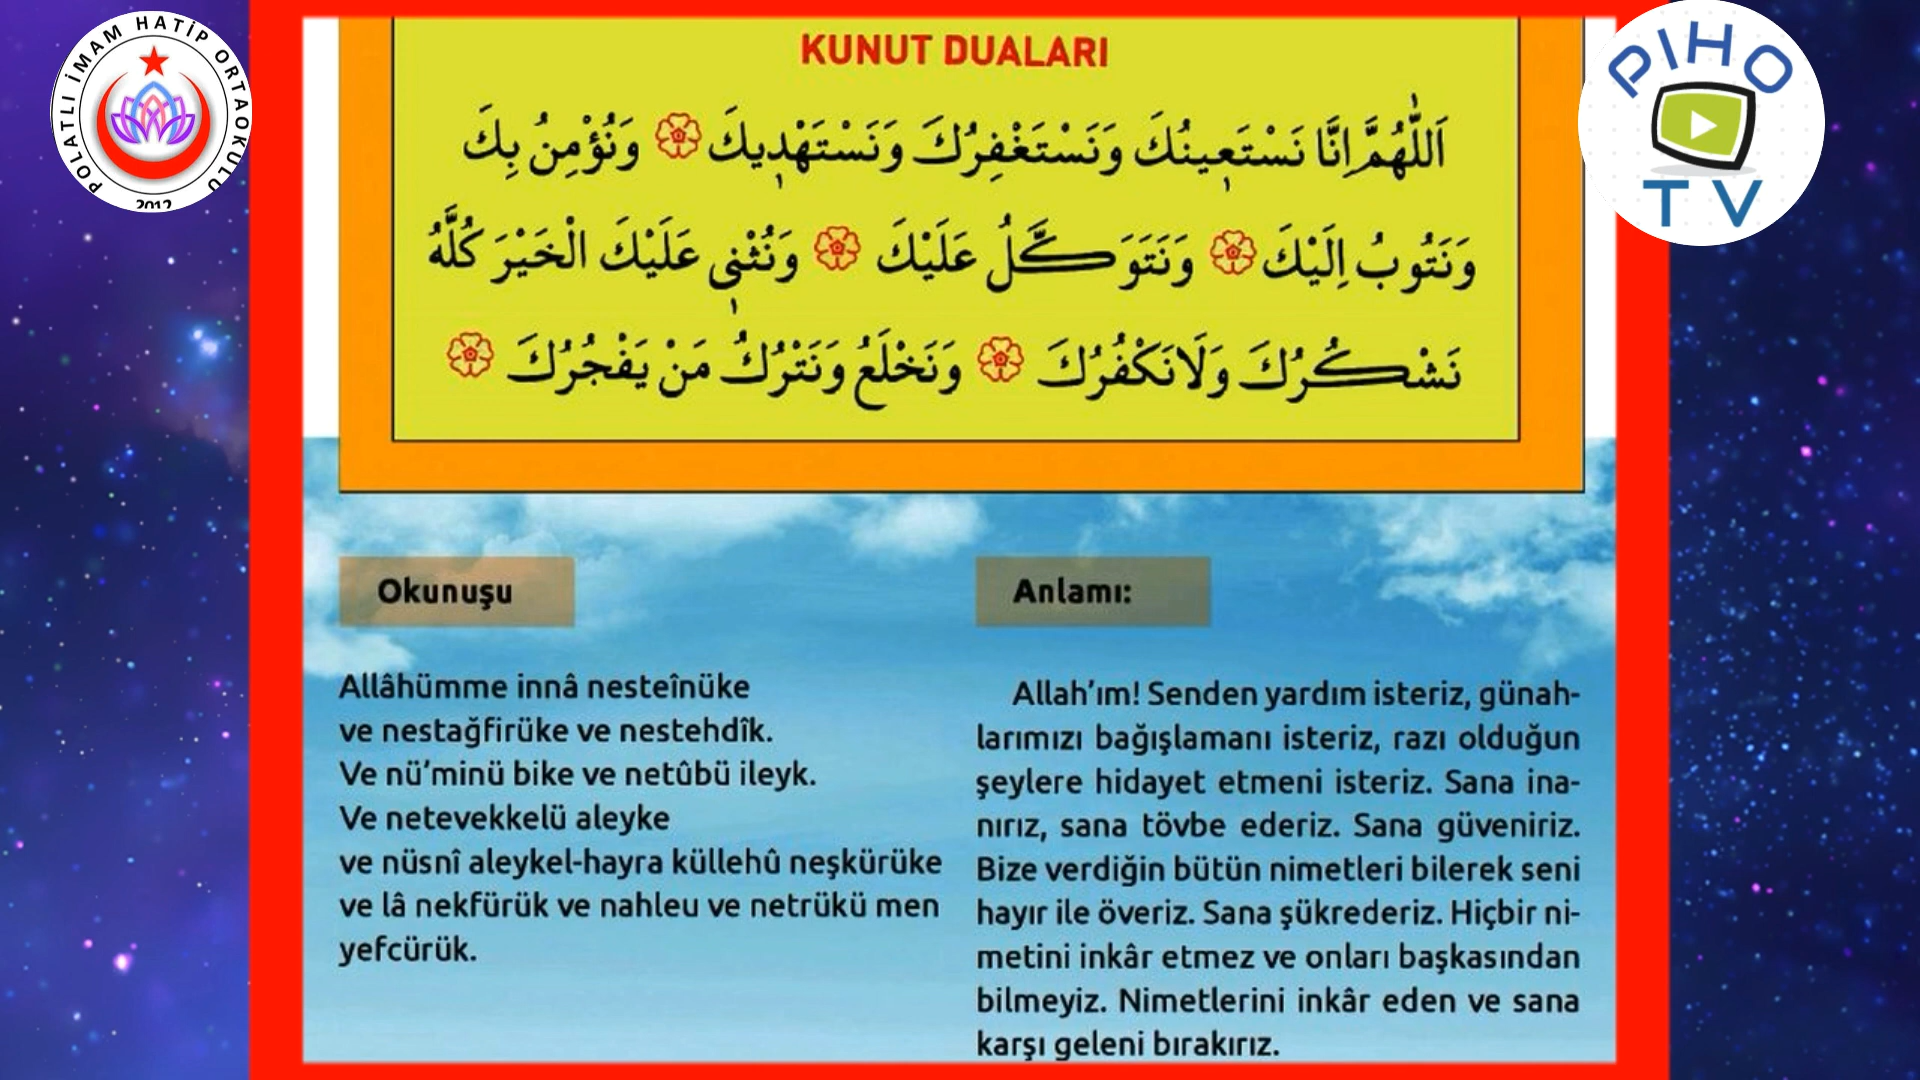 POLATLI İMAM HATİP ORTAOKULU
2012
PIHO
TV
KUNUT DUALARI
اَللّٰهُمَّ اِنَّا نَسْتَعِينُكَ وَنَسْتَغْفِرُكَ وَنَسْتَهْدِيكَ وَنُؤْمِنُ بِكَ
وَنَتُوبُ اِلَيْكَ وَنَتَوَكَّلُ عَلَيْكَ وَنُثْنِى عَلَيْكَ الْخَيْرَ كُلَّهُ
نَشْكُرُكَ وَلَا نَكْفُرُكَ وَنَخْلَعُ وَنَتْرُكُ مَنْ يَفْجُرُكَ
Okunuşu
Allâhümme innâ nesteînüke
ve nestağfirüke ve nestehdîk.
Ve nü’minü bike ve netûbü ileyk.
Ve netevekkelü aleyke
ve nüsnî aleykel-hayra küllehû neşkürüke
ve lâ nekfürük ve nahleu ve netrükü men
yefcürük.
Anlamı:
Allah’ım! Senden yardım isteriz, günah-
larımızı bağışlamanı isteriz, razı olduğun
şeylere hidayet etmeni isteriz. Sana ina-
nırız, sana tövbe ederiz. Sana güveniriz.
Bize verdiğin bütün nimetleri bilerek seni
hayır ile överiz. Sana şükrederiz. Hiçbir ni-
metini inkâr etmez ve onları başkasından
bilmeyiz. Nimetlerini inkâr eden ve sana
karşı geleni bırakırız.